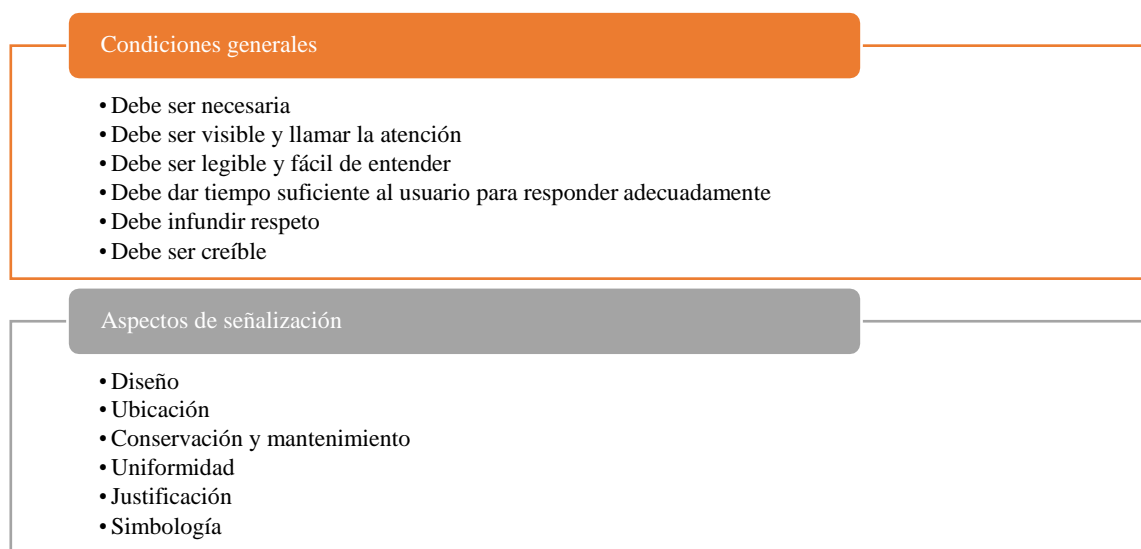 Condiciones generales
• Debe ser necesaria
• Debe ser visible y llamar la atención
• Debe ser legible y fácil de entender
• Debe dar tiempo suficiente al usuario para responder adecuadamente
• Debe infundir respeto
• Debe ser creíble
Aspectos de señalización
• Diseño
• Ubicación
• Conservación y mantenimiento
• Uniformidad
• Justificación
• Simbología